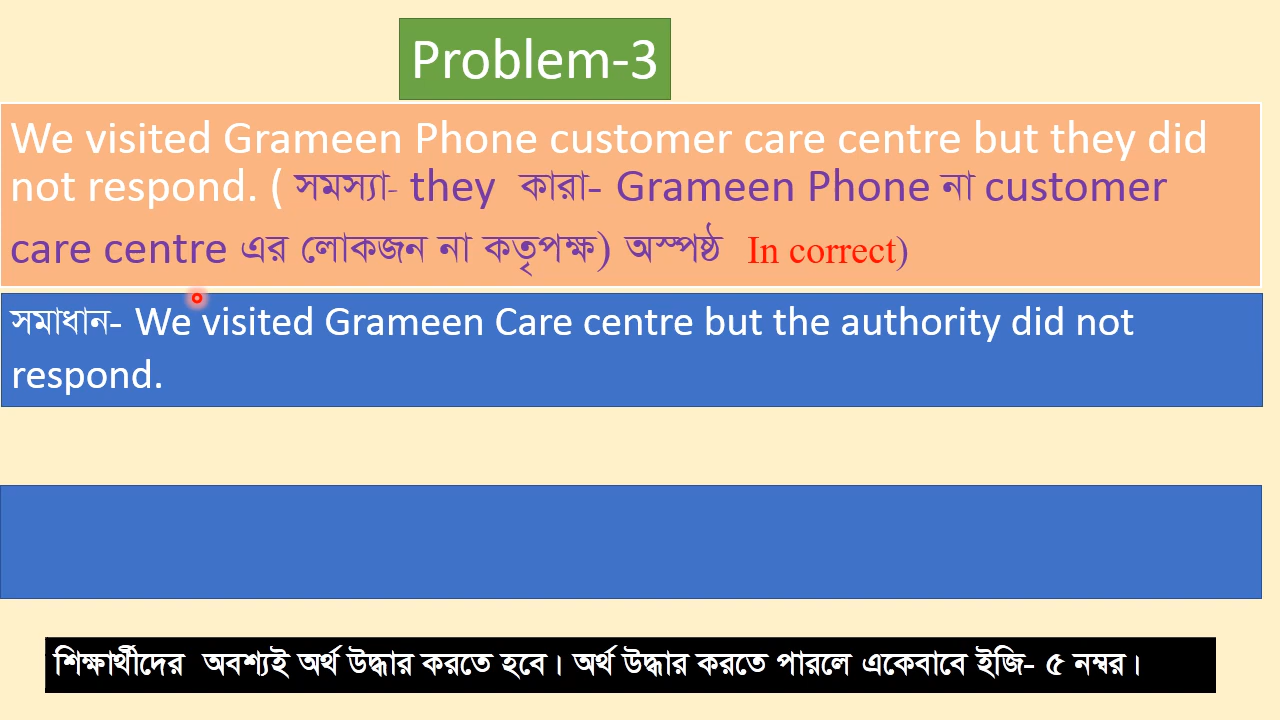 Problem-3
We visited Grameen Phone customer care centre but they did
not respond. ( সমস্যা- they কারা- Grameen Phone না customer
care centre এর লোকজন না কতৃপক্ষ) অস্পষ্ঠ In correct)
সমাধান- We visited Grameen Care centre but the authority did not
respond.
শিক্ষার্থীদের অবশ্যই অর্থ উদ্ধার করতে হবে। অর্থ উদ্ধার করতে পারলে একেবাবে ইজি- ৫ নম্বর।